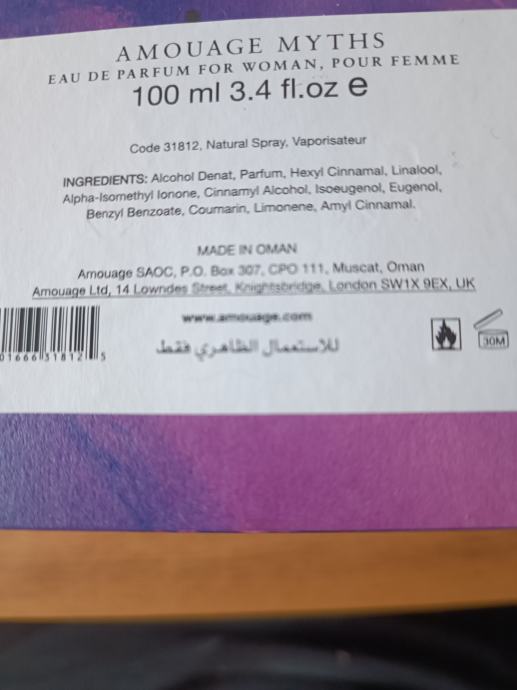 AMOUAGE MYTHS
EAU DE PARFUM FOR WOMAN, POUR FEMME
100 ml 3.4 fl.oz e
Code 31812, Natural Spray, Vaporisateur
INGREDIENTS: Alcohol Denat, Parfum, Hexyl Cinnamal, Linalool,
Alpha-Isomethyl Ionone, Cinnamyl Alcohol, Isoeugenol, Eugenol,
Benzyl Benzoate, Coumarin, Limonene, Amyl Cinnamal.
MADE IN OMAN
Amouage SAOC, P.O. Box 307, CPO 111, Muscat, Oman
Amouage Ltd, 14 Lowndes Street, Knightsbridge, London SW1X 9EX, UK
www.amouage.com
للاستعمال الظاهري فقط
01666 31812 5
30M